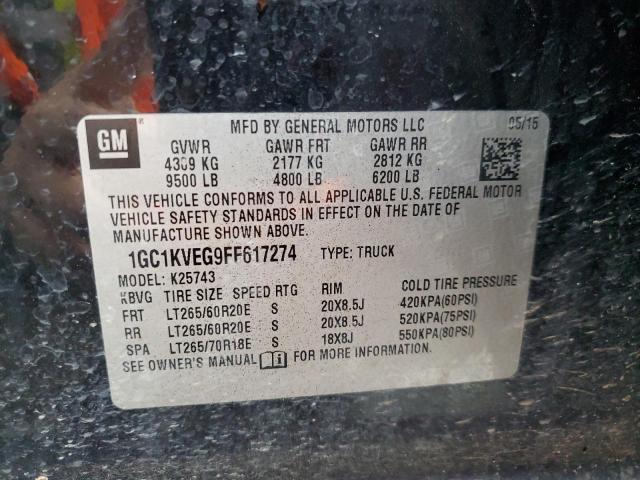 GM
MFD BY GENERAL MOTORS LLC 05/15
GVWR GAWR FRT GAWR RR
4309 KG 2177 KG 2812 KG
9500 LB 4800 LB 6200 LB
THIS VEHICLE CONFORMS TO ALL APPLICABLE U.S. FEDERAL MOTOR
VEHICLE SAFETY STANDARDS IN EFFECT ON THE DATE OF
MANUFACTURE SHOWN ABOVE.
1GC1KVEG9FF617274 TYPE: TRUCK
MODEL: K25743
KBVG TIRE SIZE SPEED RTG RIM COLD TIRE PRESSURE
FRT LT265/60R20E S 20X8.5J 420KPA(60PSI)
RR LT265/60R20E S 20X8.5J 520KPA(75PSI)
SPA LT265/70R18E S 18X8J 550KPA(80PSI)
SEE OWNER'S MANUAL FOR MORE INFORMATION.